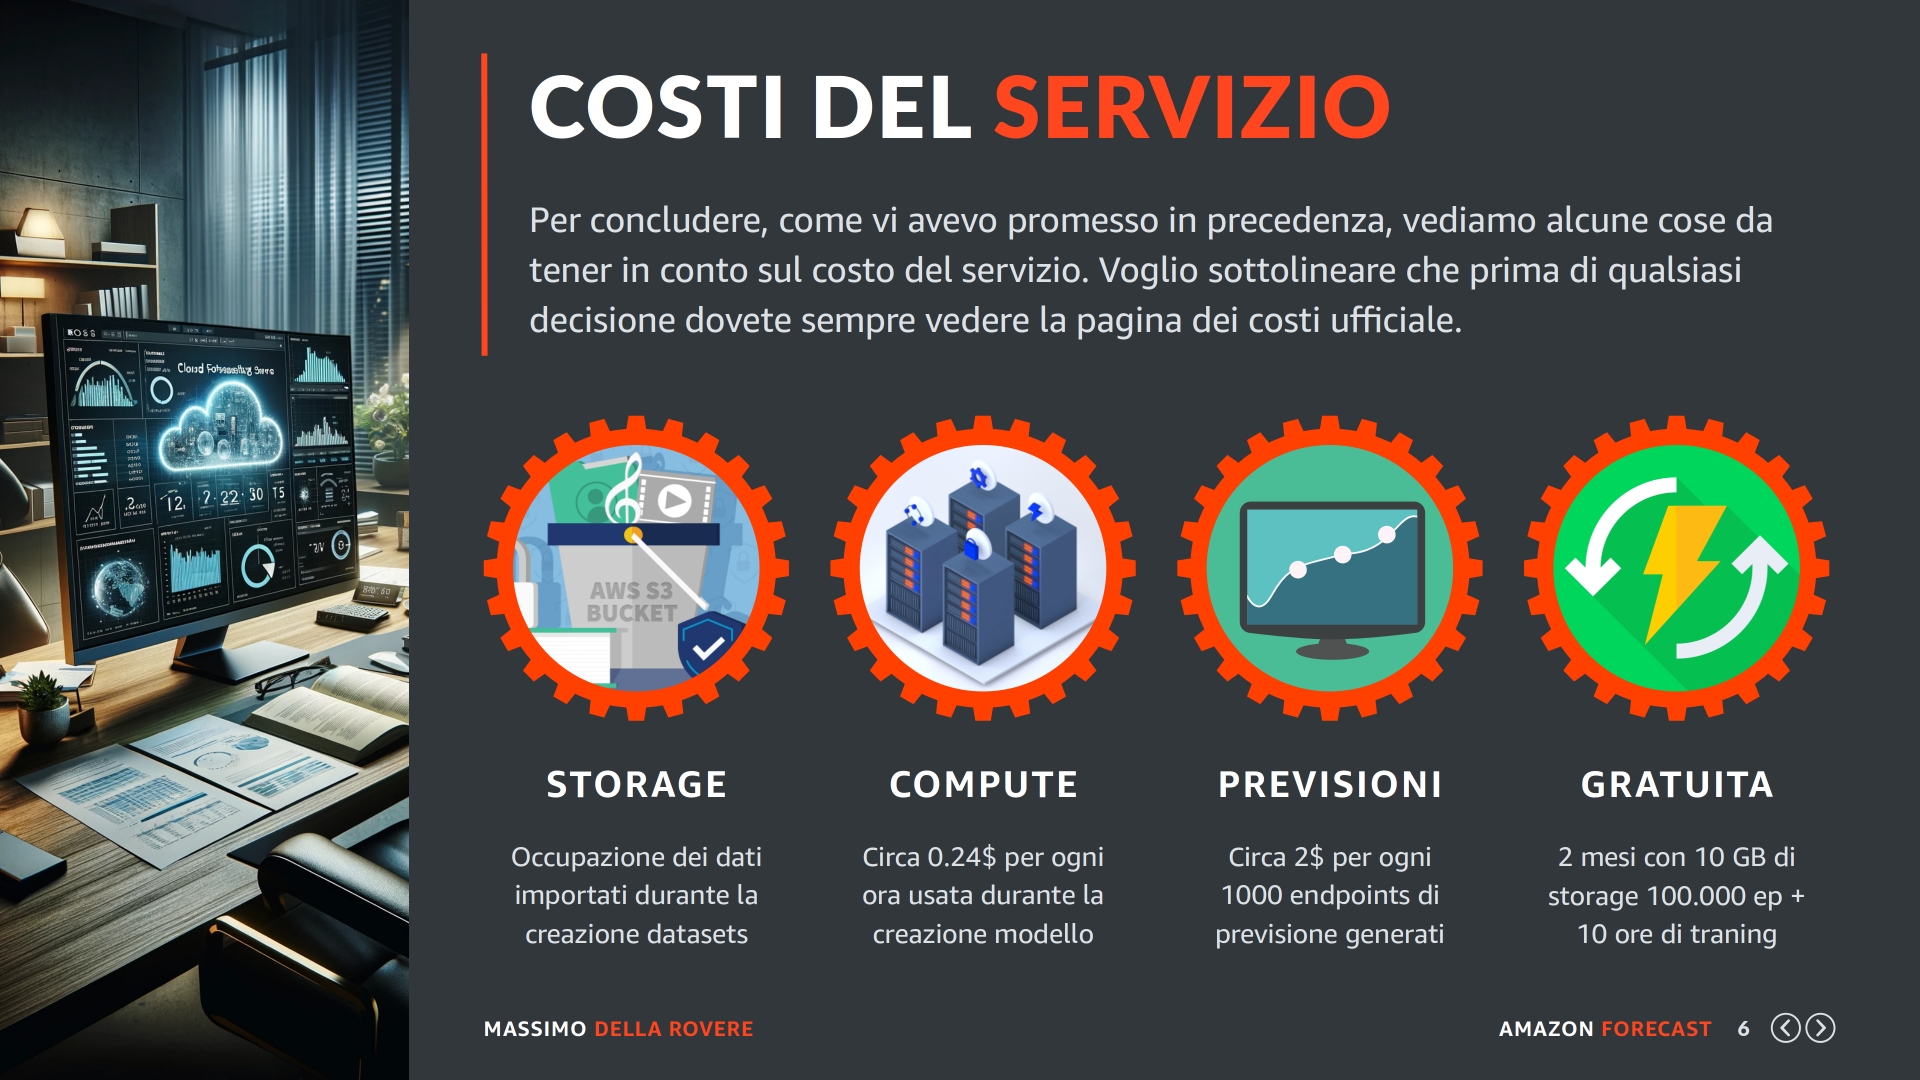 COSTI DEL SERVIZIO
Per concludere, come vi avevo promesso in precedenza, vediamo alcune cose da
tener in conto sul costo del servizio. Voglio sottolineare che prima di qualsiasi
decisione dovete sempre vedere la pagina dei costi ufficiale.
AWS S3
BUCKET
STORAGE
Occupazione dei dati
importati durante la
creazione datasets
COMPUTE
Circa 0.24$ per ogni
ora usata durante la
creazione modello
PREVISIONI
Circa 2$ per ogni
1000 endpoints di
previsione generati
GRATUITA
2 mesi con 10 GB di
storage 100.000 ep +
10 ore di traning
MASSIMO DELLA ROVERE
AMAZON FORECAST 6